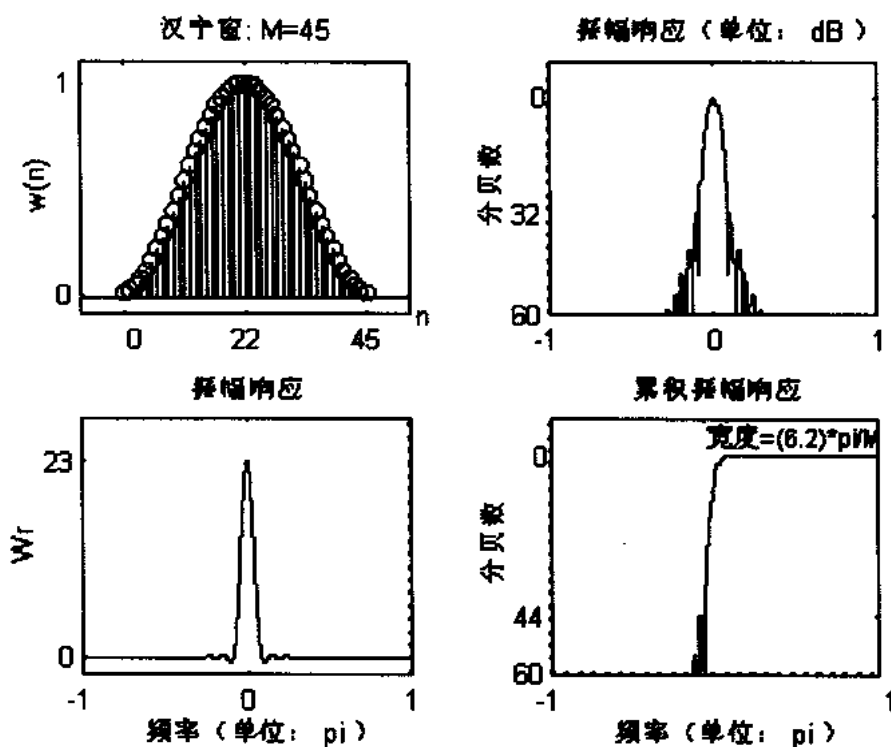 汉宁窗: M=45
1
w(n)
0
0
22
45
n
振幅响应(单位: dB)
0
分贝数
32
60
-1
0
1
振幅响应
23
Wr
0
-1
0
1
频率(单位: pi)
累积振幅响应
宽度=(6.2)*pi/M
0
分贝数
44
60
-1
1
频率(单位: pi)